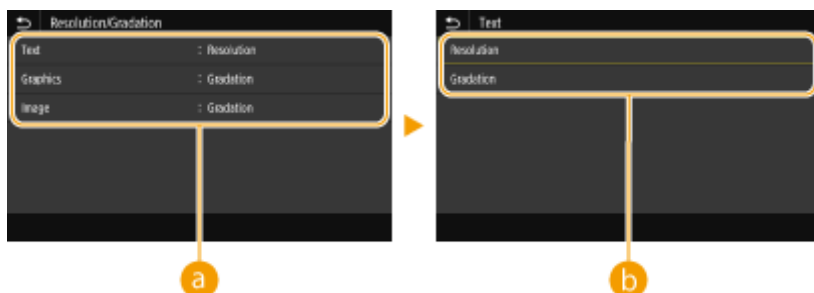 Resolution/Gradation
Text : Resolution
Graphics : Gradation
Image : Gradation
a
Text
Resolution
Gradation
b